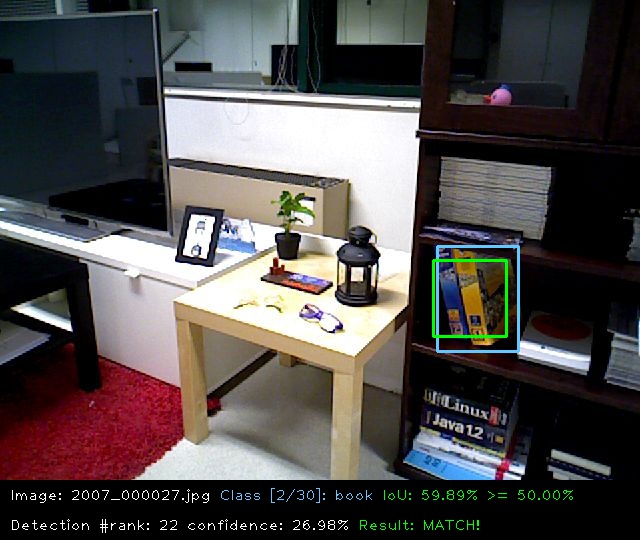 Linux
Java 1.2
Image: 2007_000027.jpg Class [2/30]: book IoU: 59.89% >= 50.00%
Detection #rank: 22 confidence: 26.98% Result: MATCH!